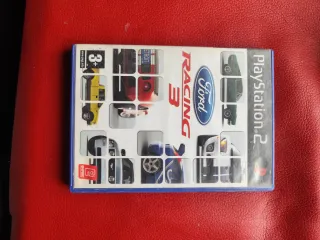 PlayStation 2
Ford
RACING
3
3+